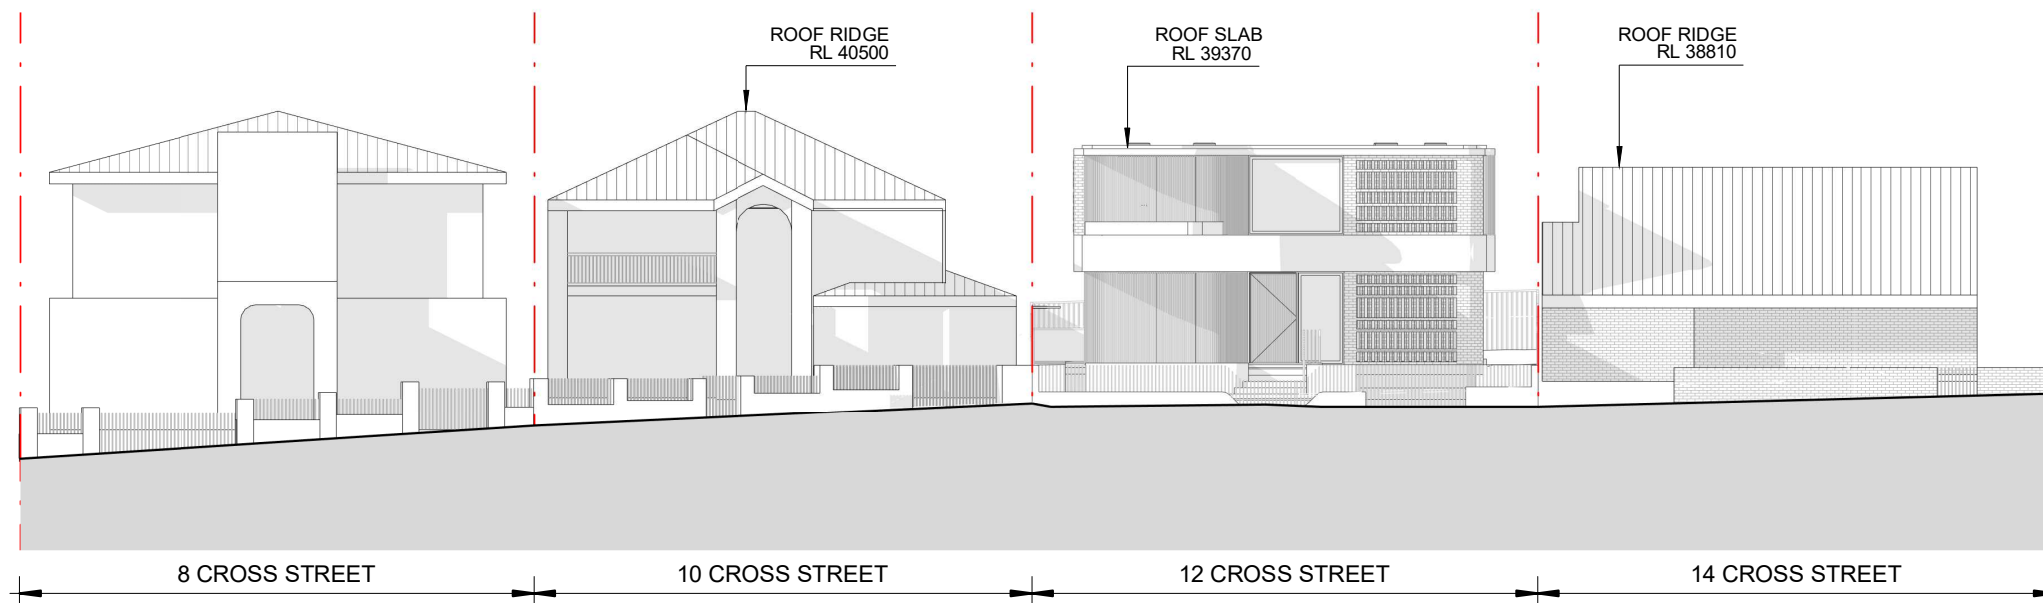 ROOF RIDGE
RL 40500
ROOF SLAB
RL 39370
ROOF RIDGE
RL 38810
8 CROSS STREET
10 CROSS STREET
12 CROSS STREET
14 CROSS STREET